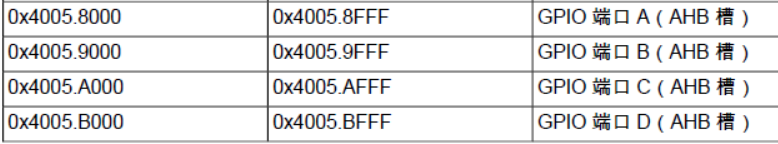 0x4005.8000 0x4005.8FFF GPIO 端口 A ( AHB 槽 )
0x4005.9000 0x4005.9FFF GPIO 端口 B ( AHB 槽 )
0x4005.A000 0x4005.AFFF GPIO 端口 C ( AHB 槽 )
0x4005.B000 0x4005.BFFF GPIO 端口 D ( AHB 槽 )